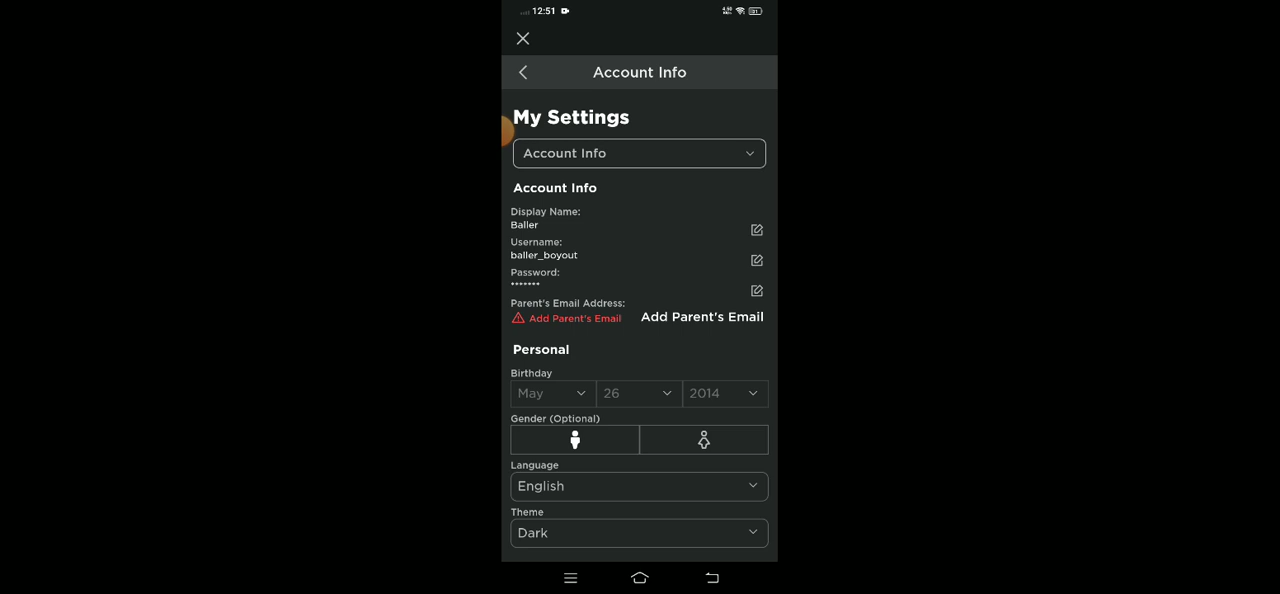 12:51
Account Info
My Settings
Account Info
Account Info
Display Name:
Baller
Username:
baller_boyout
Password:
*******
Parent's Email Address:
Add Parent's Email Add Parent's Email
Personal
Birthday
May 26 2014
Gender (Optional)
Language
English
Theme
Dark